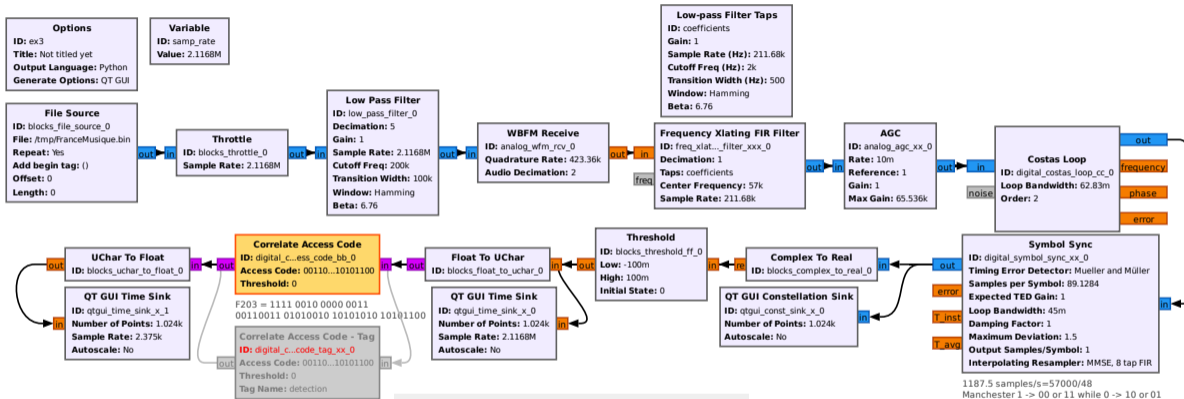 Options
ID: ex3
Title: Not titled yet
Output Language: Python
Generate Options: QT GUI
Variable
ID: samp_rate
Value: 2.1168M
Low-pass Filter Taps
ID: coefficients
Gain: 1
Sample Rate (Hz): 211.68k
Cutoff Freq (Hz): 2k
Transition Width (Hz): 500
Window: Hamming
Beta: 6.76
File Source
ID: blocks_file_source_0
File: /tmp/FranceMusique.bin
Repeat: Yes
Add begin tag: ()
Offset: 0
Length: 0
out
in
Throttle
ID: blocks_throttle_0
Sample Rate: 2.1168M
out
in
Low Pass Filter
ID: low_pass_filter_0
Decimation: 5
Gain: 1
Sample Rate: 2.1168M
Cutoff Freq: 200k
Transition Width: 100k
Window: Hamming
Beta: 6.76
out
in
WBFM Receive
ID: analog_wfm_rcv_0
Quadrature Rate: 423.36k
Audio Decimation: 2
out
in
freq
Frequency Xlating FIR Filter
ID: freq_xlat..._filter_xxx_0
Decimation: 1
Taps: coefficients
Center Frequency: 57k
Sample Rate: 211.68k
out
in
AGC
ID: analog_agc_xx_0
Rate: 10m
Reference: 1
Gain: 1
Max Gain: 65.536k
out
in
noise
Costas Loop
ID: digital_costas_loop_cc_0
Loop Bandwidth: 62.83m
Order: 2
out
frequency
phase
error
out
UChar To Float
ID: blocks_uchar_to_float_0
in
out
Correlate Access Code
ID: digital_c...ess_code_bb_0
Access Code: 00110...10101100
Threshold: 0
in
out
Float To UChar
ID: blocks_float_to_uchar_0
in
out
Threshold
ID: blocks_threshold_ff_0
Low: -100m
High: 100m
Initial State: 0
in
re
Complex To Real
ID: blocks_complex_to_real_0
in
out
error
T_inst
T_avg
Symbol Sync
ID: digital_symbol_sync_xx_0
Timing Error Detector: Mueller and Müller
Samples per Symbol: 89.1284
Expected TED Gain: 1
Loop Bandwidth: 45m
Damping Factor: 1
Maximum Deviation: 1.5
Output Samples/Symbol: 1
Interpolating Resampler: MMSE, 8 tap FIR
in
in
QT GUI Time Sink
ID: qtgui_time_sink_x_1
Number of Points: 1.024k
Sample Rate: 2.375k
Autoscale: No
F203 = 1111 0010 0000 0011
00110011 01010010 10101010 10101100
out
Correlate Access Code - Tag
ID: digital_c...code_tag_xx_0
Access Code: 00110...10101100
Threshold: 0
Tag Name: detection
in
QT GUI Time Sink
ID: qtgui_time_sink_x_0
Number of Points: 1.024k
Sample Rate: 2.1168M
Autoscale: No
in
QT GUI Constellation Sink
ID: qtgui_const_sink_x_0
Number of Points: 1.024k
Autoscale: No
in
1187.5 samples/s=57000/48
Manchester 1 -> 00 or 11 while 0 -> 10 or 01